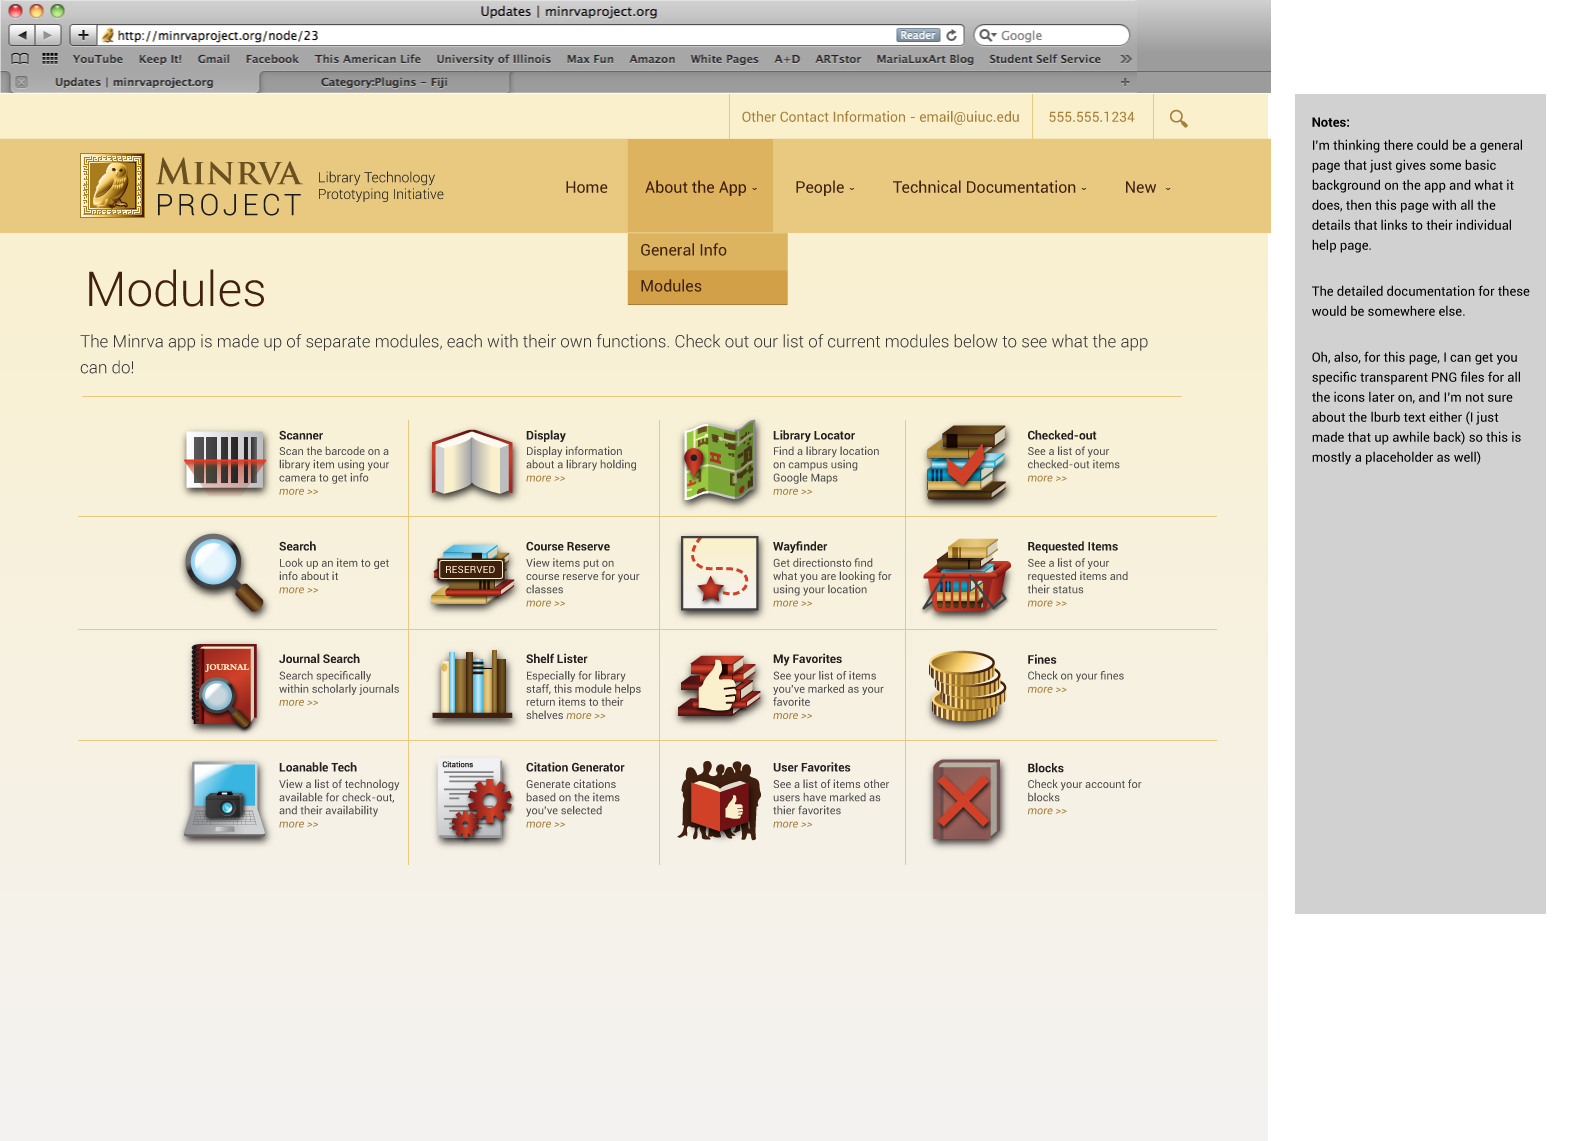 Updates | minrvaproject.org
http://minrvaproject.org/node/23
Reader
Google
YouTube Keep It! Gmail Facebook This American Life University of Illinois Max Fun Amazon White Pages A+D ARTstor MariaLuxArt Blog Student Self Service »
Updates | minrvaproject.org
Category:Plugins – Fiji
Other Contact Information - email@uiuc.edu
555.555.1234
MINRVA
PROJECT
Library Technology
Prototyping Initiative
Home
About the App
People
Technical Documentation
New
General Info
Modules
Modules
The Minrva app is made up of separate modules, each with their own functions. Check out our list of current modules below to see what the app
can do!
Scanner
Scan the barcode on a
library item using your
camera to get info
more >>
Display
Display information
about a library holding
more >>
Library Locator
Find a library location
on campus using
Google Maps
more >>
Checked-out
See a list of your
checked-out items
more >>
Search
Look up an item to get
info about it
more >>
RESERVED
Course Reserve
View items put on
course reserve for your
classes
more >>
Wayfinder
Get directionsto find
what you are looking for
using your location
more >>
Requested Items
See a list of your
requested items and
their status
more >>
JOURNAL
Journal Search
Search specifically
within scholarly journals
more >>
Shelf Lister
Especially for library
staff, this module helps
return items to their
shelves more >>
My Favorites
See your list of items
you've marked as your
favorite
more >>
Fines
Check on your fines
more >>
Loanable Tech
View a list of technology
available for check-out,
and their availability
more >>
Citations
Citation Generator
Generate citations
based on the items
you've selected
more >>
User Favorites
See a list of items other
users have marked as
thier favorites
more >>
Blocks
Check your account for
blocks
more >>
Notes:
I'm thinking there could be a general
page that just gives some basic
background on the app and what it
does, then this page with all the
details that links to their individual
help page.
The detailed documentation for these
would be somewhere else.
Oh, also, for this page, I can get you
specific transparent PNG files for all
the icons later on, and I'm not sure
about the lburb text either (I just
made that up awhile back) so this is
mostly a placeholder as well)